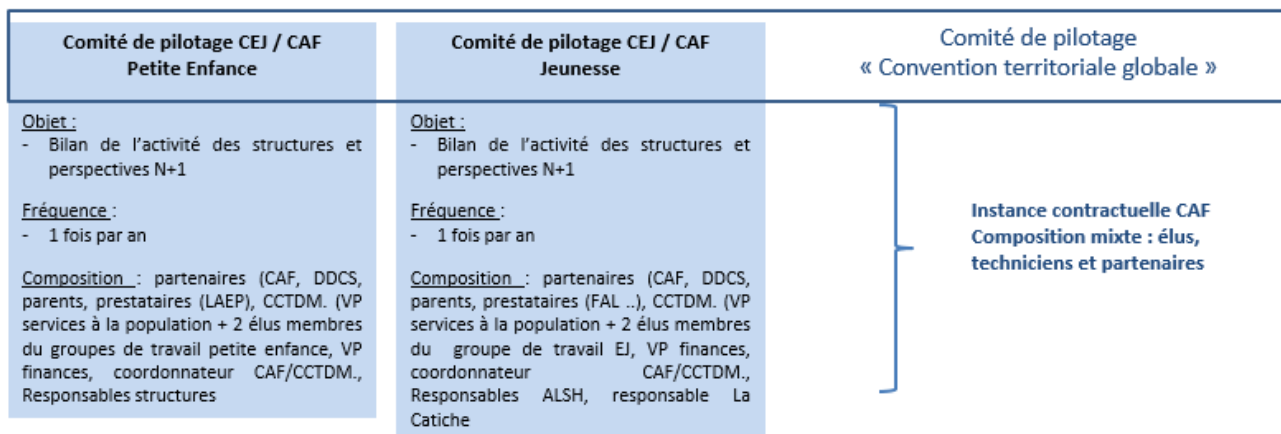 Comité de pilotage CEJ / CAF
Petite Enfance
Objet :
- Bilan de l'activité des structures et
perspectives N+1
Fréquence :
- 1 fois par an
Composition : partenaires (CAF, DDCS,
parents, prestataires (LAEP), CCTDM. (VP
services à la population + 2 élus membres
du groupes de travail petite enfance, VP
finances, coordonnateur CAF/CCTDM.,
Responsables structures
Comité de pilotage CEJ / CAF
Jeunesse
Objet :
- Bilan de l'activité des structures et
perspectives N+1
Fréquence :
- 1 fois par an
Composition : partenaires (CAF, DDCS,
parents, prestataires (FAL ..), CCTDM. (VP
services à la population + 2 élus membres
du groupe de travail EJ, VP finances,
coordonnateur CAF/CCTDM.,
Responsables ALSH, responsable La
Catiche
Comité de pilotage
« Convention territoriale globale »
Instance contractuelle CAF
Composition mixte : élus,
techniciens et partenaires